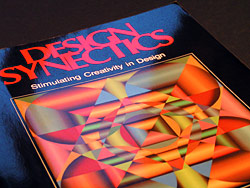 DESIGN
SYNECTICS
Stimulating Creativity in Design